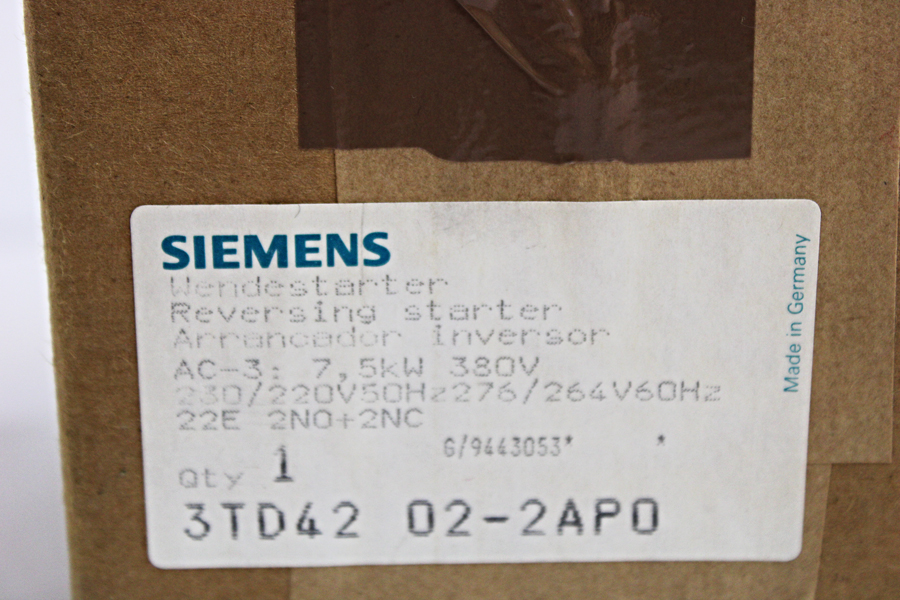 SIEMENS
Wendestarter
Reversing starter
Arrancador inversor
AC-3: 7,5kW 380V
230/220V50Hz276/264V60Hz
22E 2NO+2NC
G/9443053* *
Qty 1
3TD42 02-2AP0
Made in Germany